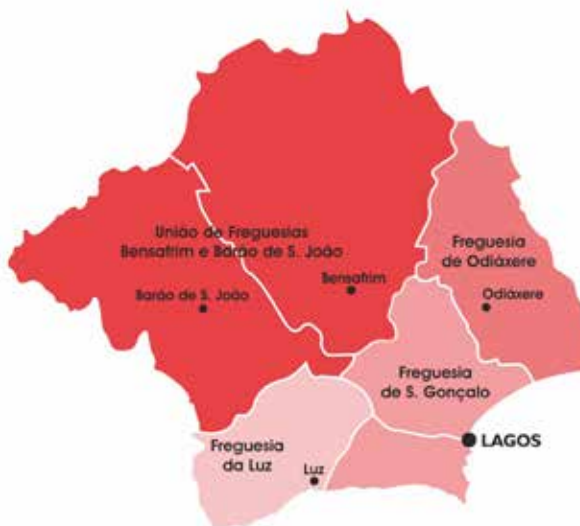 União de Freguesias
Bensafrim e Barão de S. João
Bensafrim
Barão de S. João
Freguesia
de Odiáxere
Odiáxere
Freguesia
de S. Gonçalo
LAGOS
Freguesia
da Luz
Luz